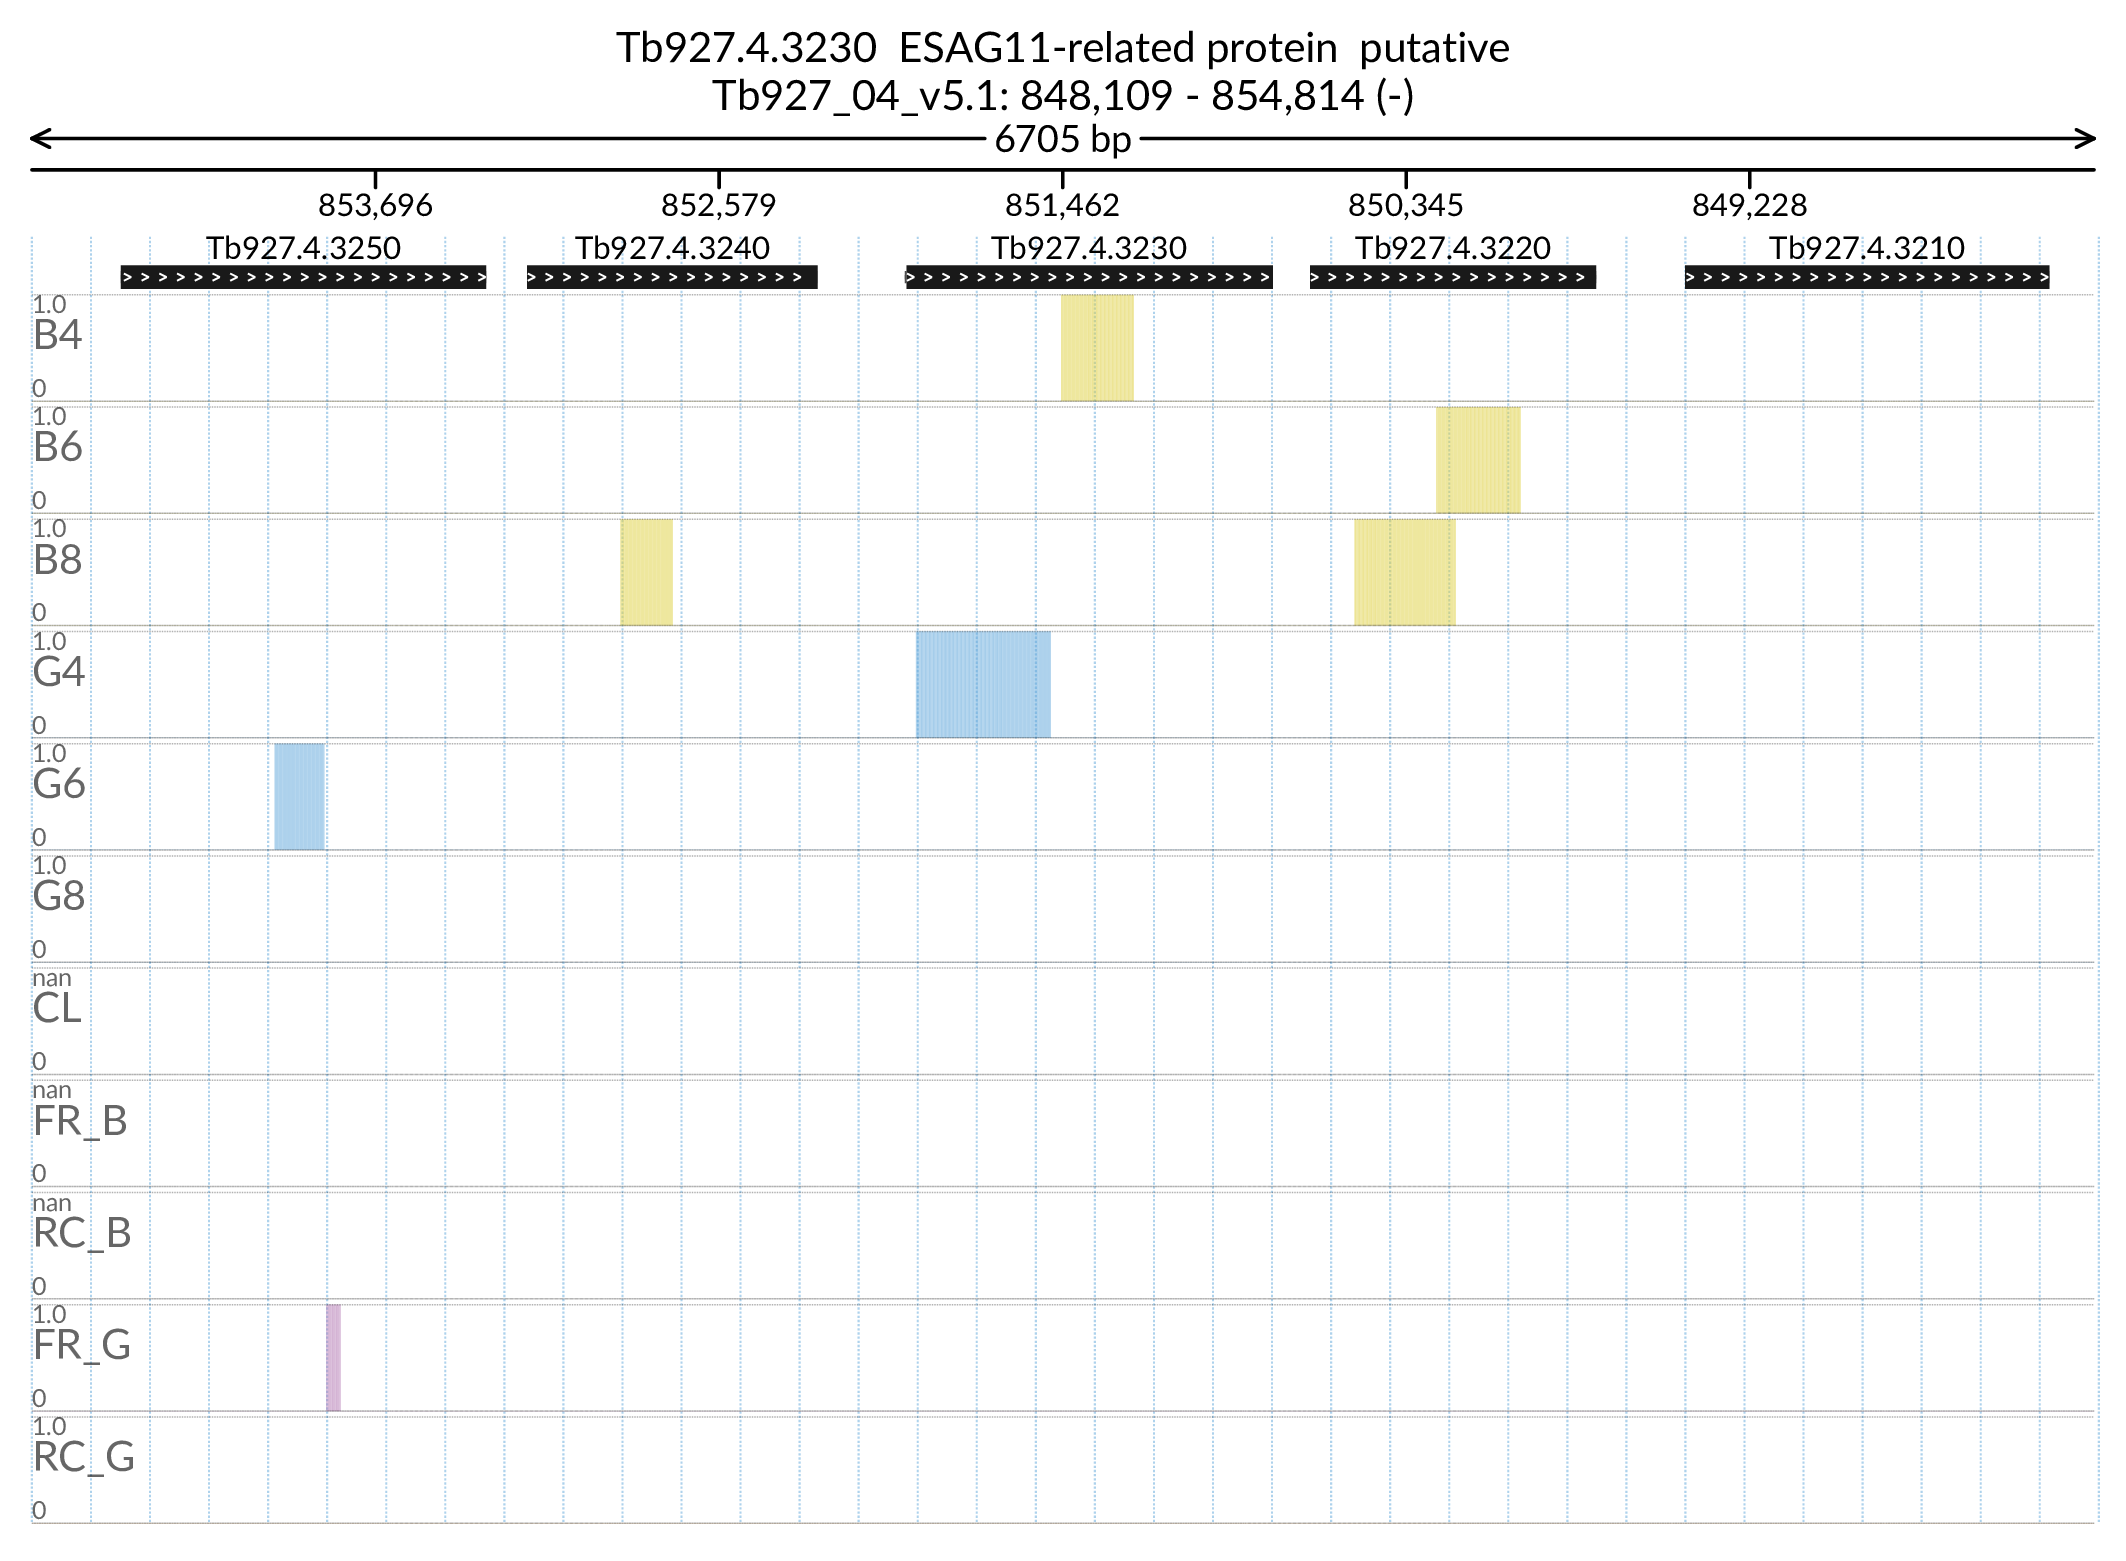 Tb927.4.3230 ESAG11-related protein putative
Tb927_04_v5.1: 848,109 - 854,814 (-)
6705 bp
853,696 852,579 851,462 850,345 849,228
Tb927.4.3250 Tb927.4.3240 Tb927.4.3230 Tb927.4.3220 Tb927.4.3210
1.0
B4
0
1.0
B6
0
1.0
B8
0
1.0
G4
0
1.0
G6
0
1.0
G8
0
nan
CL
0
nan
FR_B
0
nan
RC_B
0
1.0
FR_G
0
1.0
RC_G
0